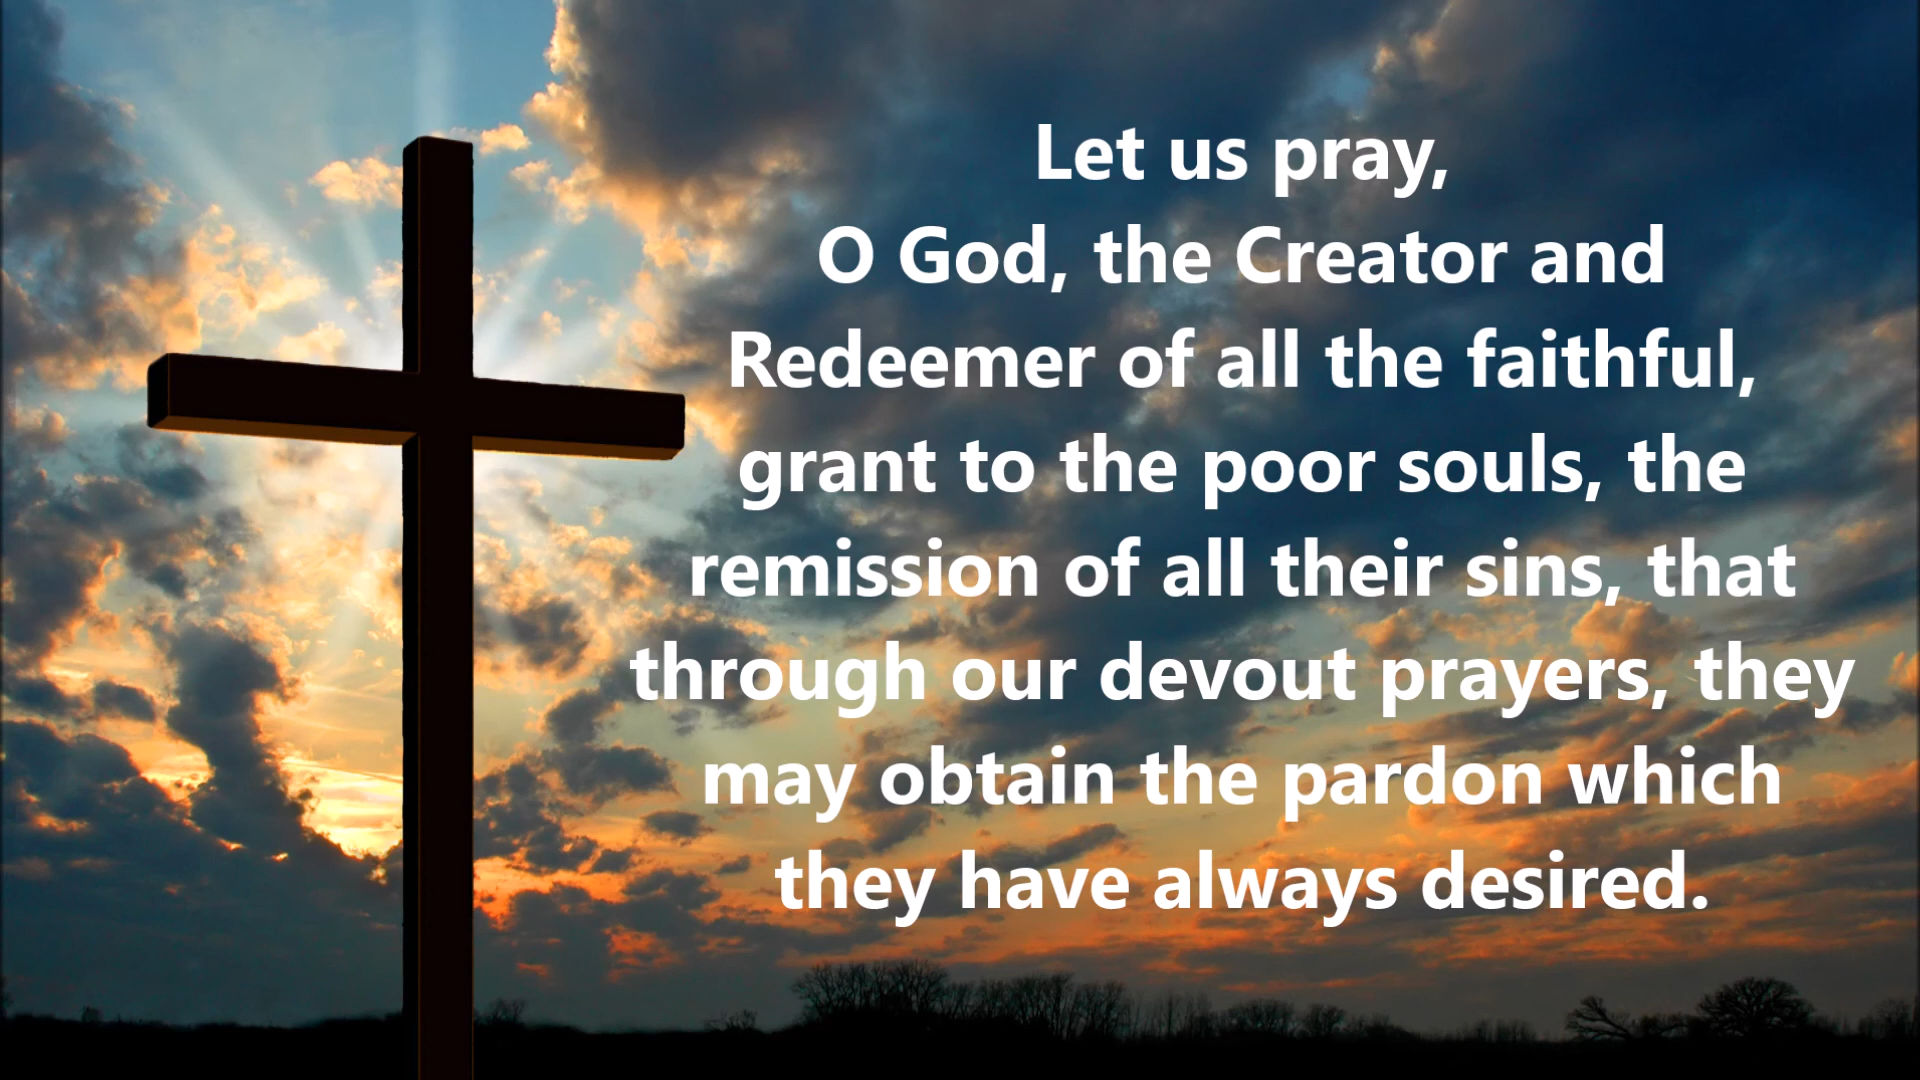 Let us pray,
O God, the Creator and
Redeemer of all the faithful,
grant to the poor souls, the
remission of all their sins, that
through our devout prayers, they
may obtain the pardon which
they have always desired.